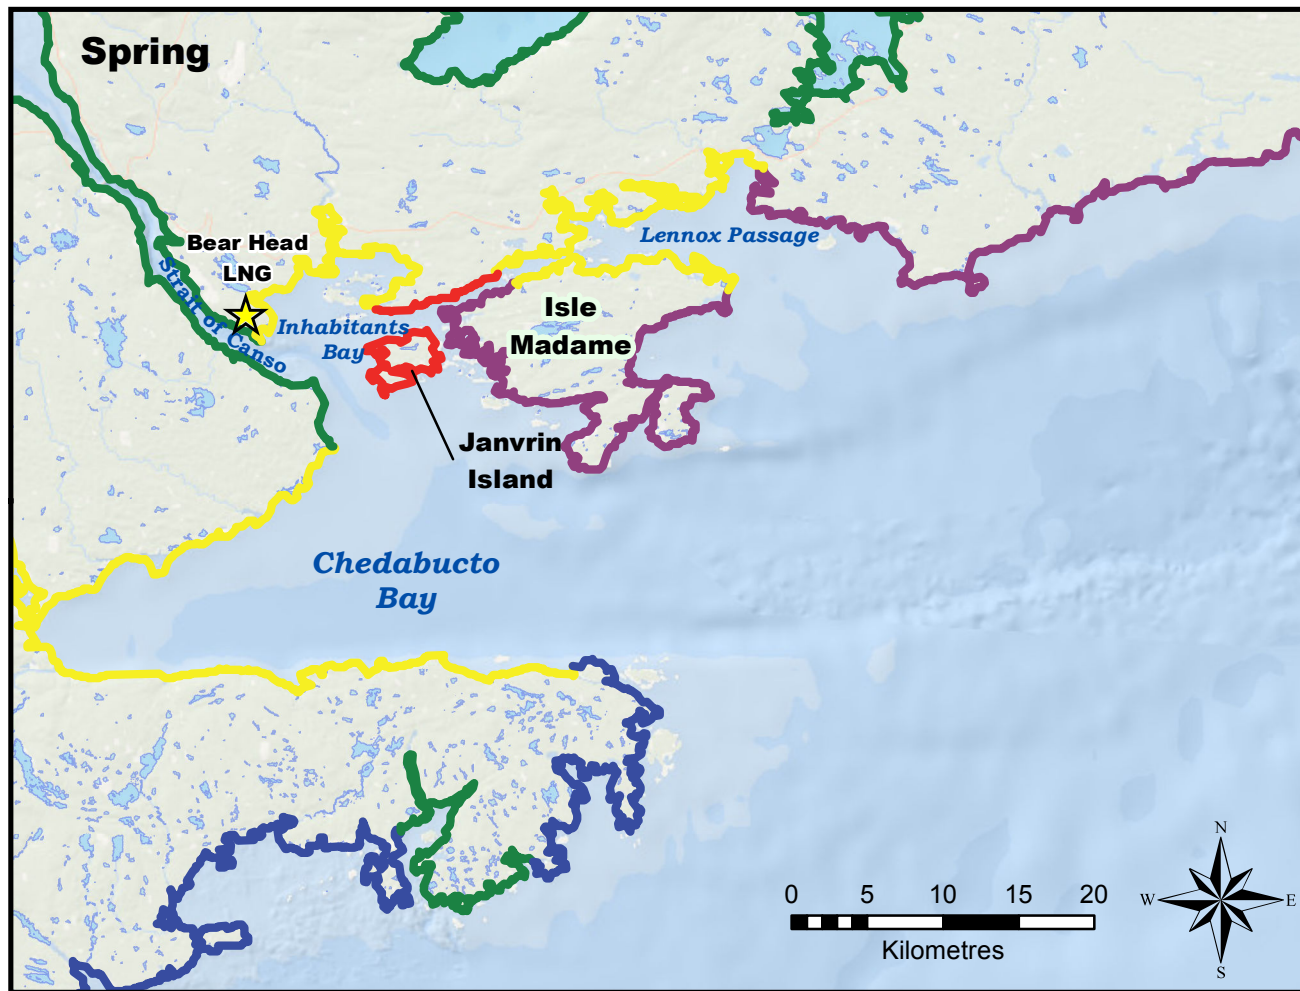 Spring
Bear Head
LNG
Strait of Canso
Inhabitants
Bay
Lennox Passage
Isle
Madame
Janvrin
Island
Chedabucto
Bay
0 5 10 15 20
Kilometres
N
W E
S